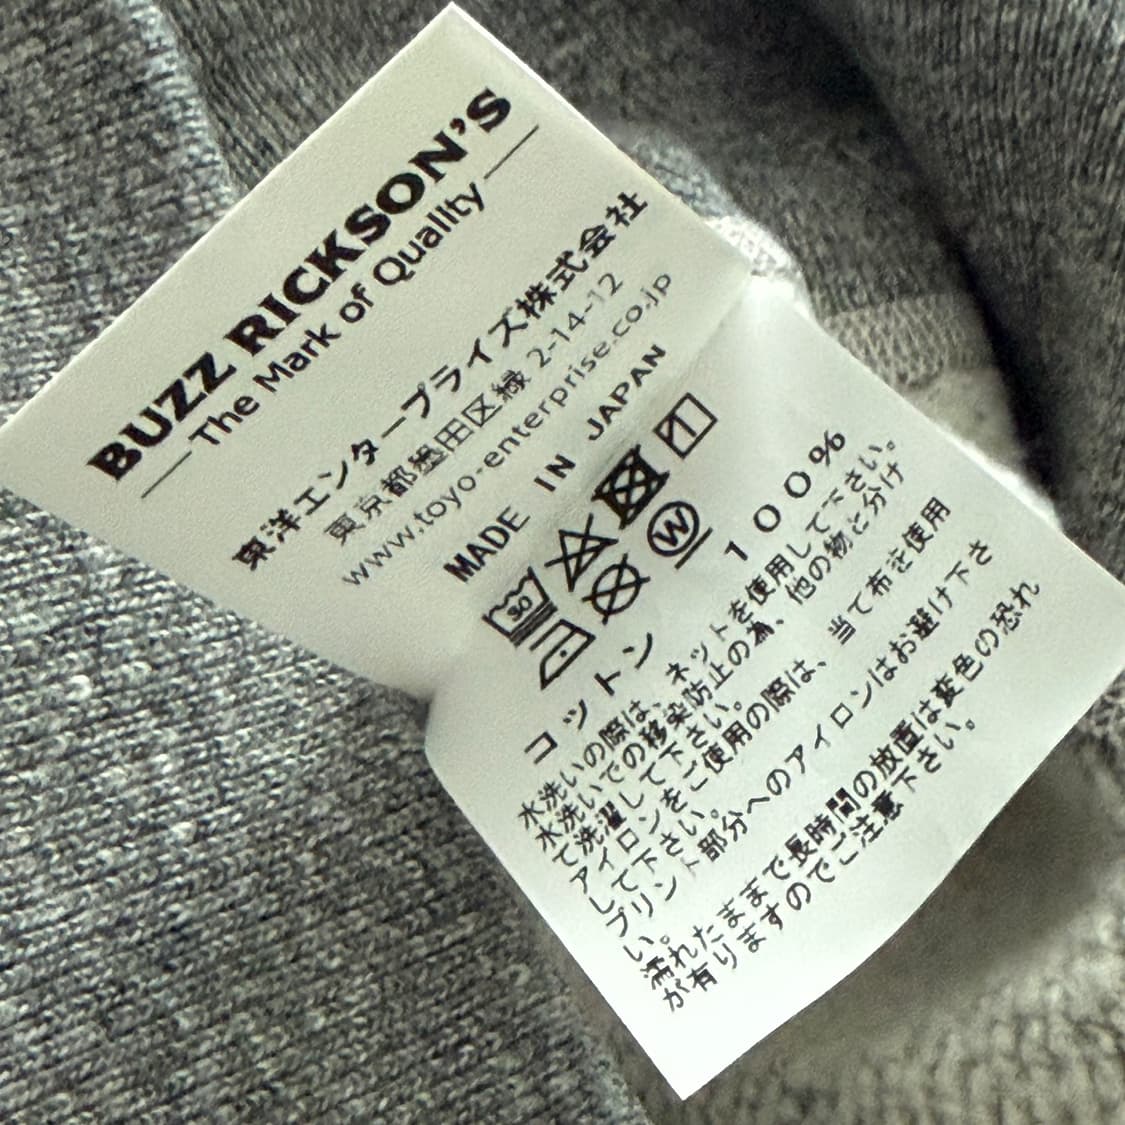 BUZZ RICKSON'S
The Mark of Quality
東洋エンタープライズ株式会社
東京都墨田区緑 2-14-12
www.toyo-enterprise.co.jp
MADE IN JAPAN
30
W
コットン 100%
水洗いの際は、ネットを使用して下さい。
水洗いでの移染防止の為、他の物と分け
て洗濯して下さい。
アイロンをご使用の際は、当て布を使用
して下さい。
プリント部分へのアイロンはお避け下さ
い。
濡れたままで長時間の放置は変色の恐れ
が有りますのでご注意下さい。